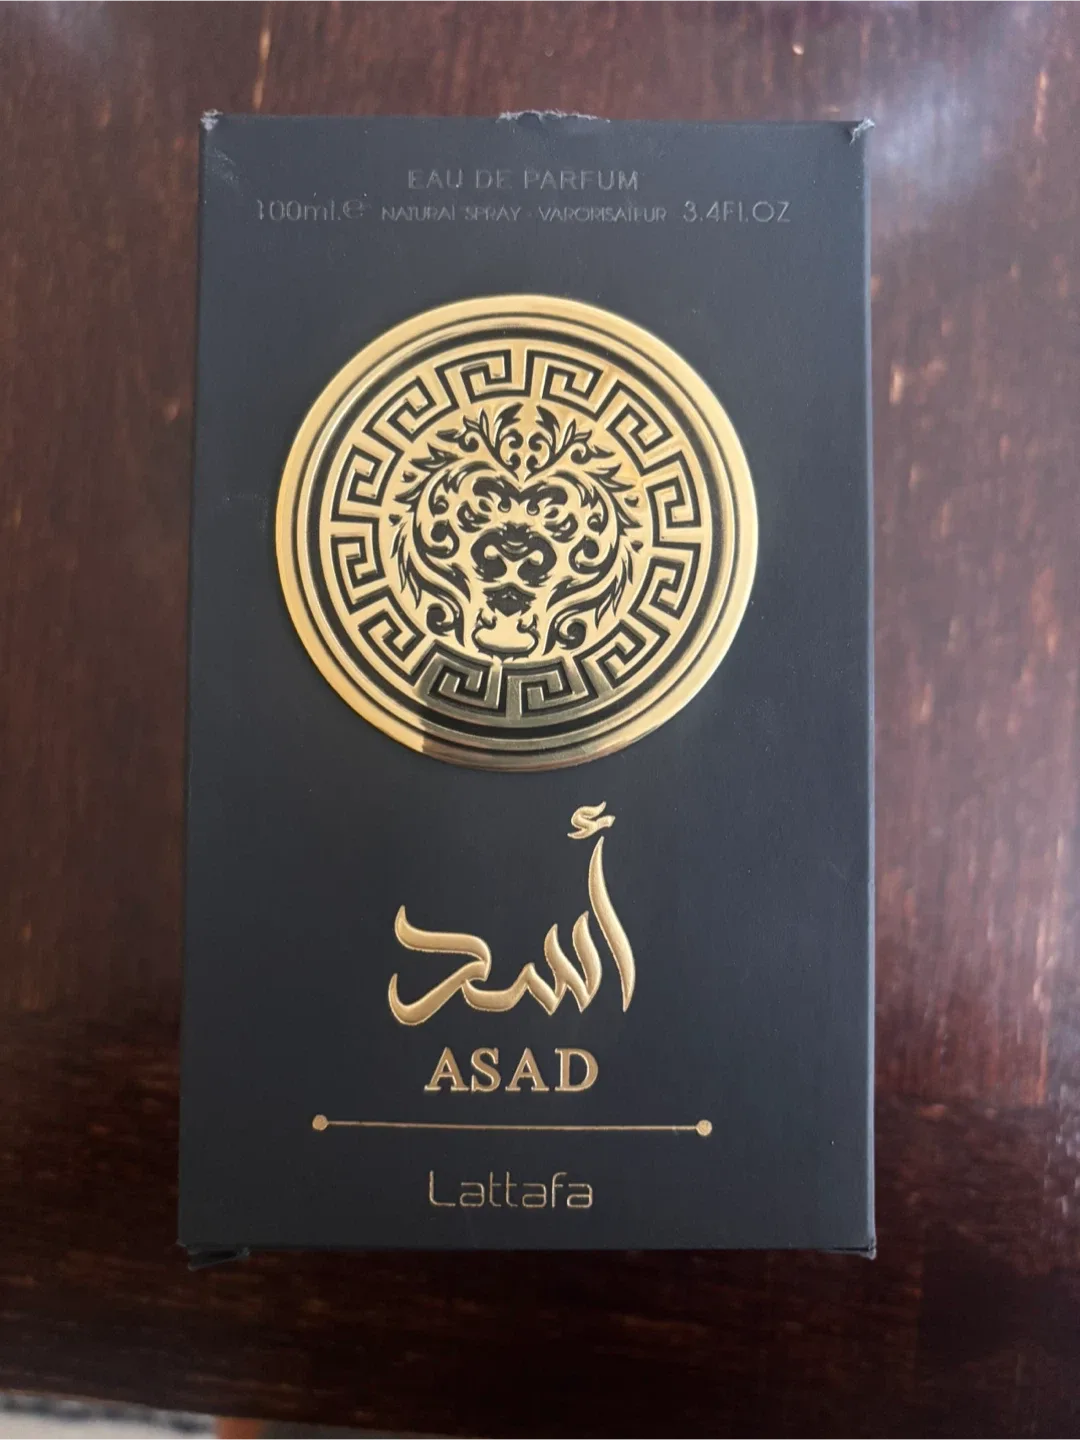 EAU DE PARFUM
100ml.℮ NATURAL SPRAY - VAPORISATEUR 3.4Fl.OZ
أسد
ASAD
Lattafa